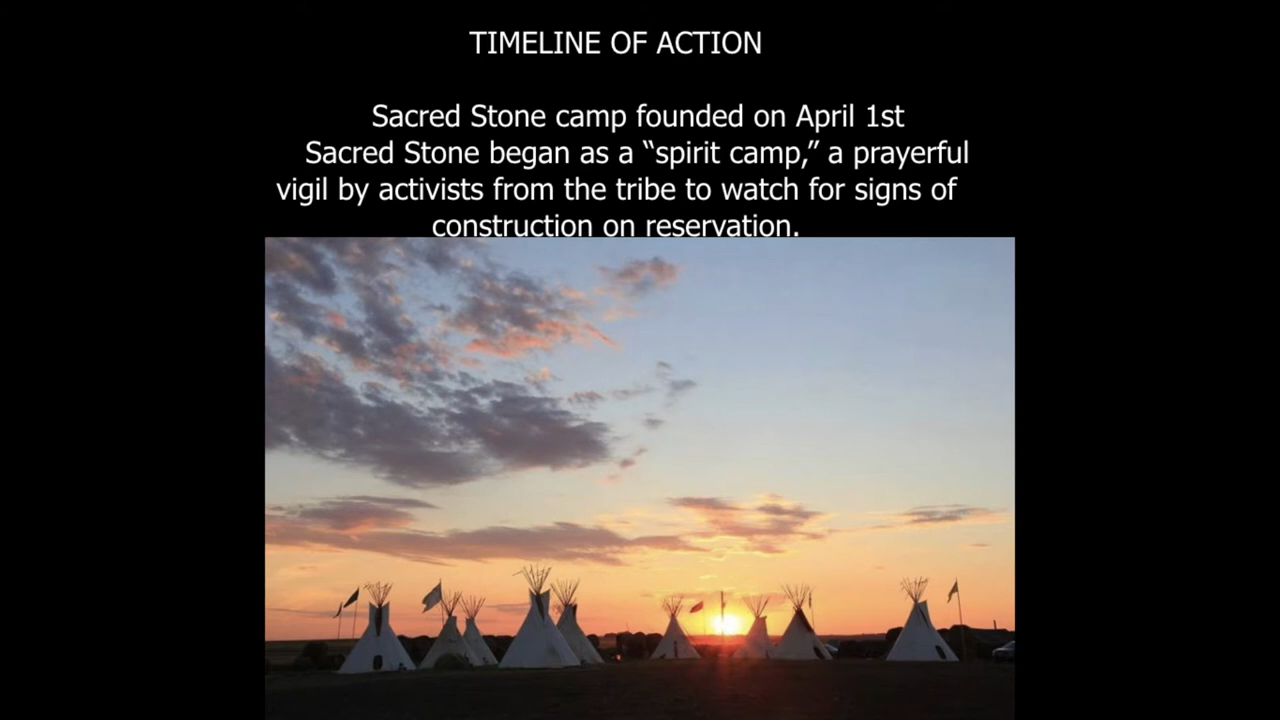 TIMELINE OF ACTION
Sacred Stone camp founded on April 1st
Sacred Stone began as a “spirit camp,” a prayerful
vigil by activists from the tribe to watch for signs of
construction on reservation.